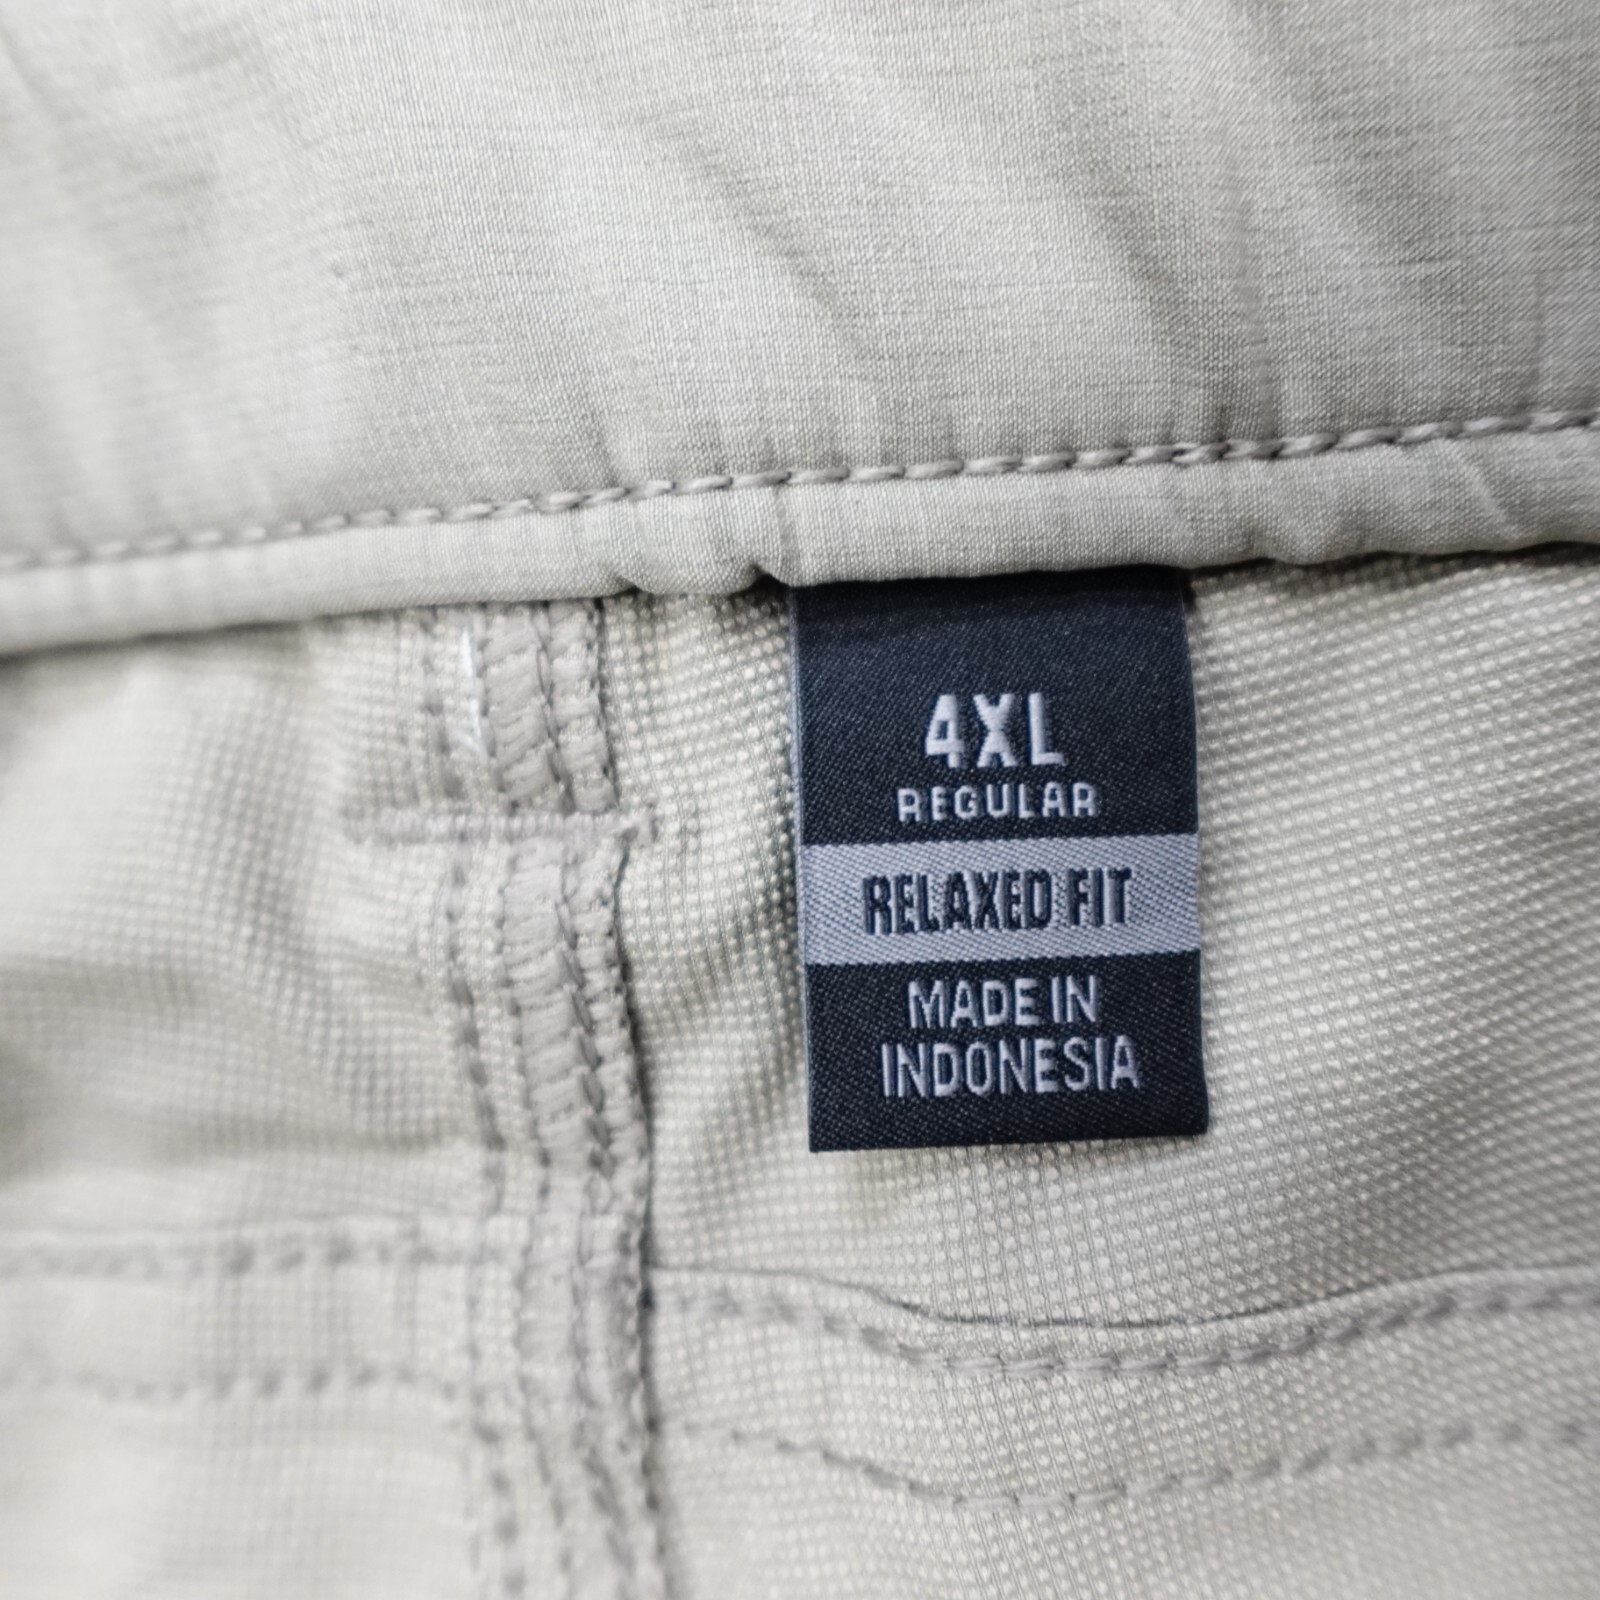 4XL
REGULAR
RELAXED FIT
MADE IN
INDONESIA